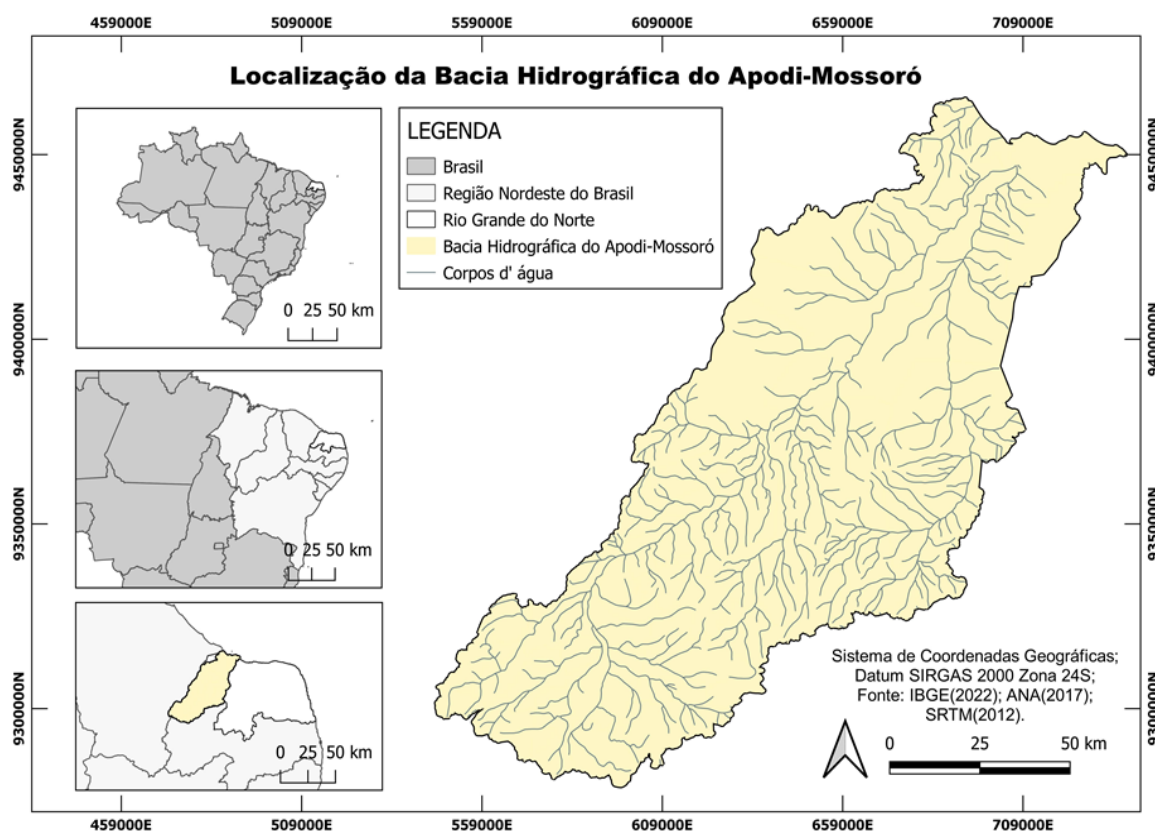 459000E 509000E 559000E 609000E 659000E 709000E
Localização da Bacia Hidrográfica do Apodi-Mossoró
LEGENDA
Brasil
Região Nordeste do Brasil
Rio Grande do Norte
Bacia Hidrográfica do Apodi-Mossoró
Corpos d' água
0 25 50 km
0 25 50 km
0 25 50 km
9450000N
9400000N
9350000N
9300000N
9450000N
9400000N
9350000N
9300000N
Sistema de Coordenadas Geográficas;
Datum SIRGAS 2000 Zona 24S;
Fonte: IBGE(2022); ANA(2017);
SRTM(2012).
0 25 50 km
459000E 509000E 559000E 609000E 659000E 709000E